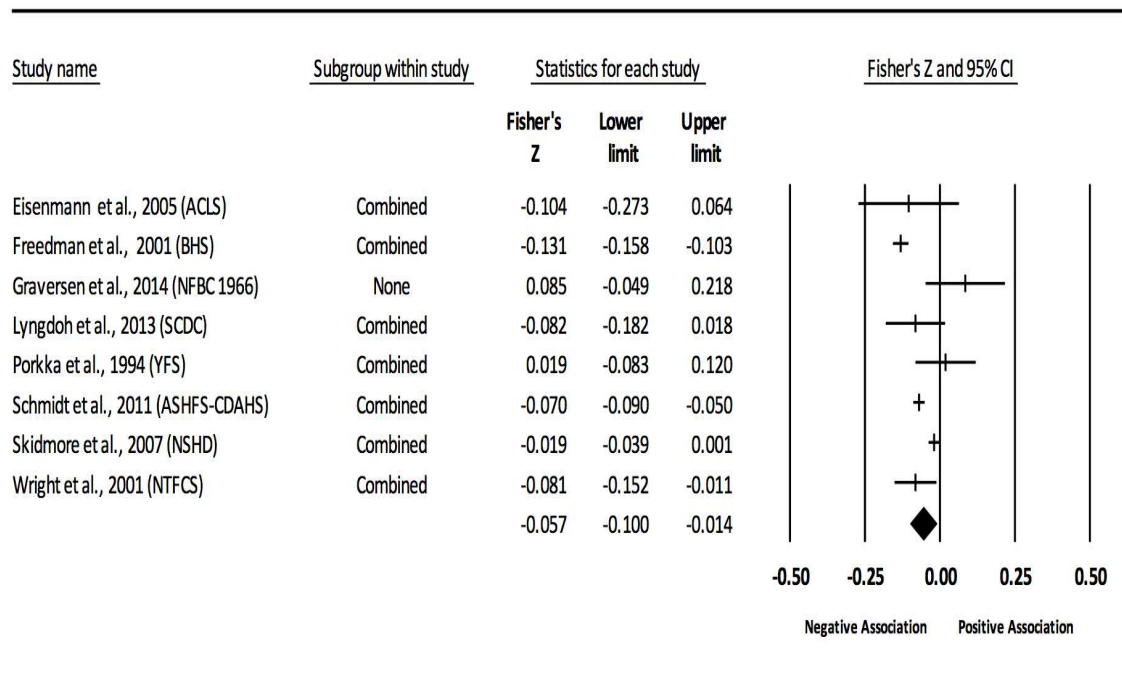 Study name Subgroup within study Statistics for each study Fisher's Z and 95% CI
Fisher's Lower Upper
Z limit limit
Eisenmann et al., 2005 (ACLS) Combined -0.104 -0.273 0.064
Freedman et al., 2001 (BHS) Combined -0.131 -0.158 -0.103
Graversen et al., 2014 (NFBC 1966) None 0.085 -0.049 0.218
Lyngdoh et al., 2013 (SCDC) Combined -0.082 -0.182 0.018
Porkka et al., 1994 (YFS) Combined 0.019 -0.083 0.120
Schmidt et al., 2011 (ASHFS-CDAHS) Combined -0.070 -0.090 -0.050
Skidmore et al., 2007 (NSHD) Combined -0.019 -0.039 0.001
Wright et al., 2001 (NTFCS) Combined -0.081 -0.152 -0.011
-0.057 -0.100 -0.014
-0.50 -0.25 0.00 0.25 0.50
Negative Association Positive Association